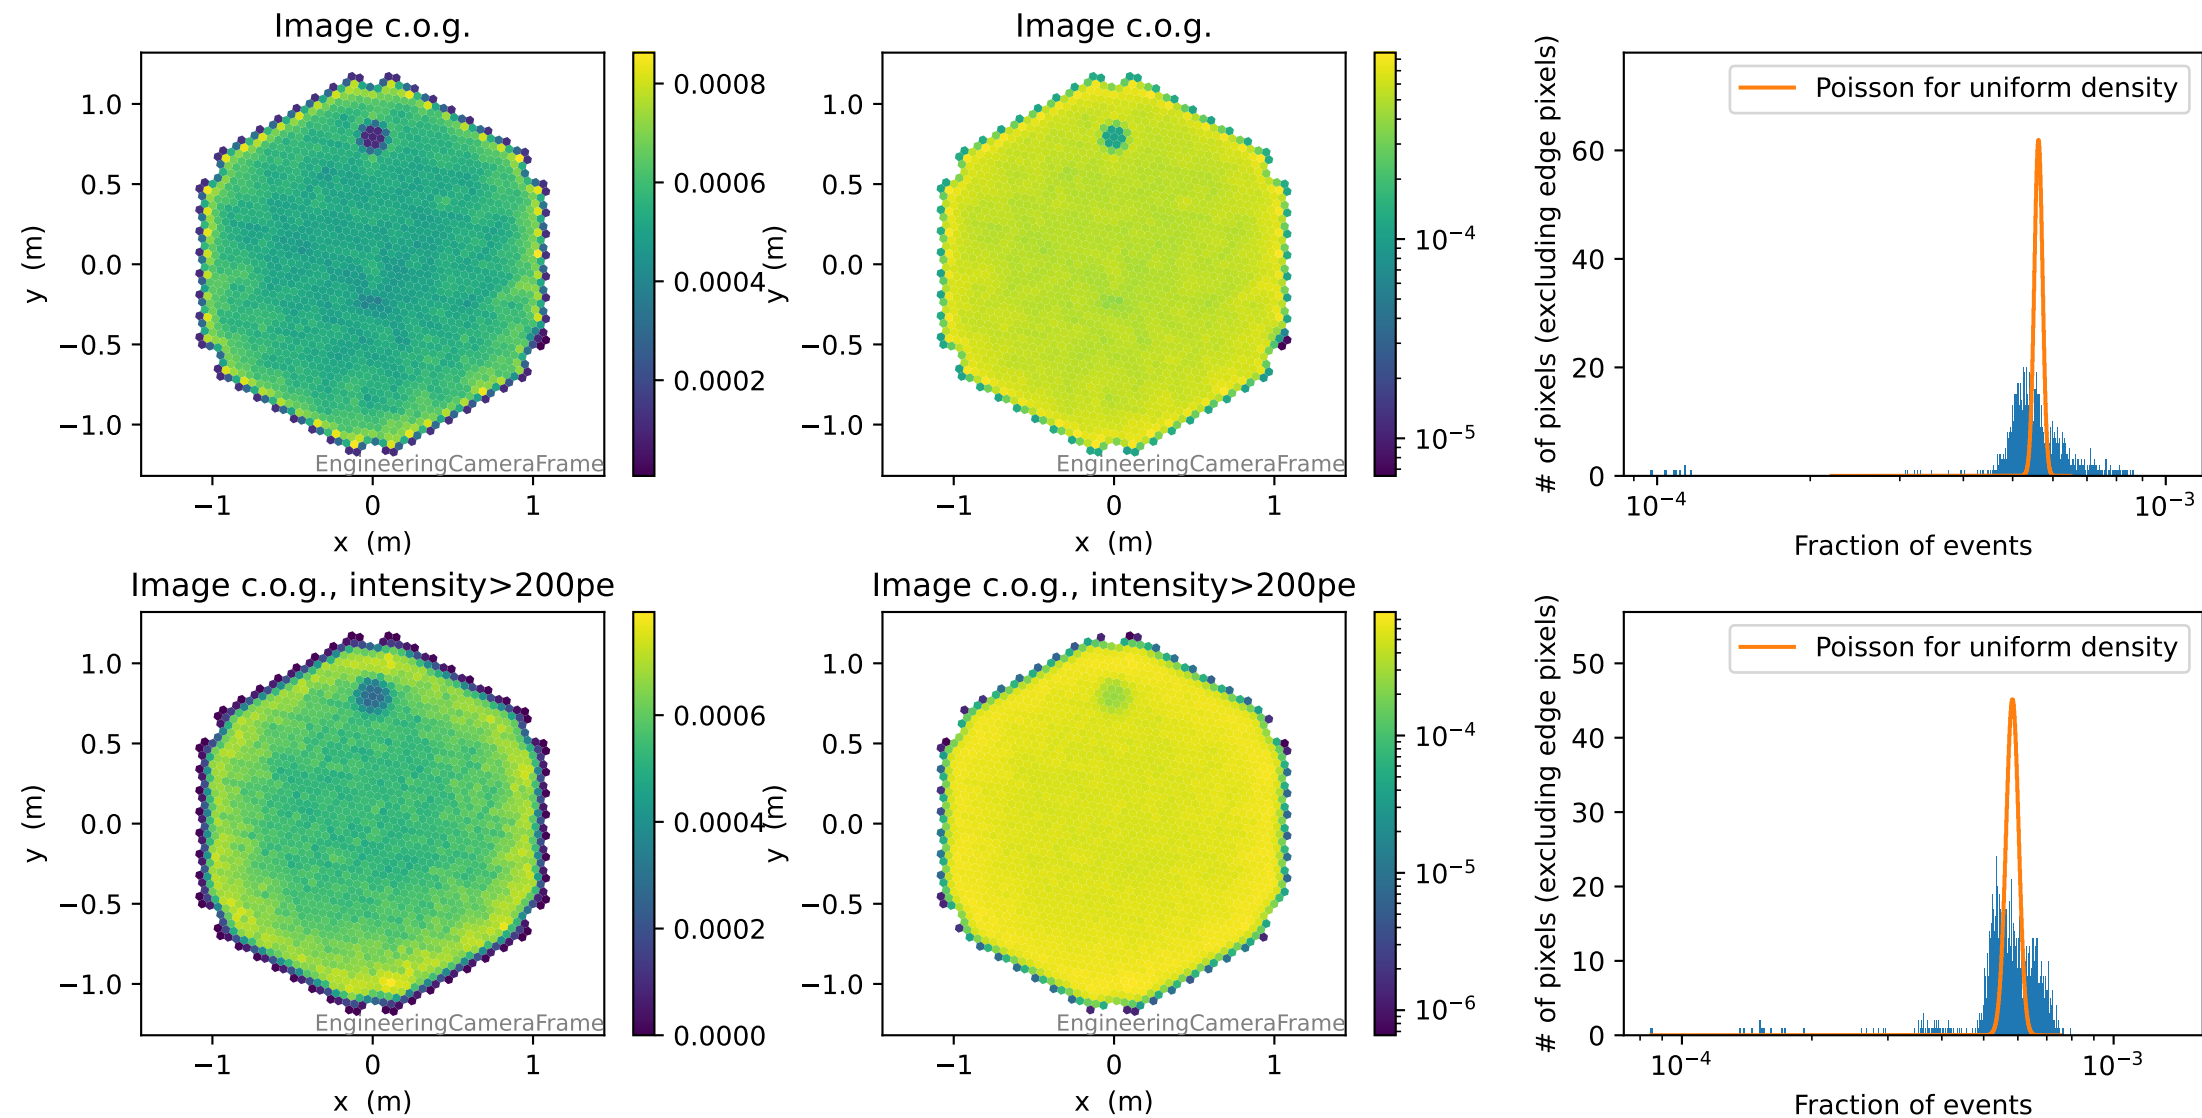 Image c.o.g.
1.0
0.5
0.0
−0.5
−1.0
y (m)
−1
0
1
x (m)
EngineeringCameraFrame
0.0008
0.0006
0.0004
0.0002
Image c.o.g.
1.0
0.5
0.0
−0.5
−1.0
y (m)
−1
0
1
x (m)
EngineeringCameraFrame
10⁻⁴
10⁻⁵
# of pixels (excluding edge pixels)
60
40
20
0
Poisson for uniform density
10⁻⁴
10⁻³
Fraction of events
Image c.o.g., intensity>200pe
1.0
0.5
0.0
−0.5
−1.0
y (m)
−1
0
1
x (m)
EngineeringCameraFrame
0.0006
0.0004
0.0002
0.0000
Image c.o.g., intensity>200pe
1.0
0.5
0.0
−0.5
−1.0
y (m)
−1
0
1
x (m)
EngineeringCameraFrame
10⁻⁴
10⁻⁵
10⁻⁶
# of pixels (excluding edge pixels)
50
40
30
20
10
0
Poisson for uniform density
10⁻⁴
10⁻³
Fraction of events